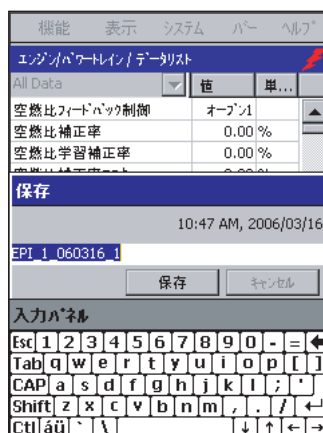 機能 表示 システム バー ヘルプ
エンジン/パワートレイン / データリスト
All Data 値 単...
空燃比フィードバック制御 オープン1
空燃比補正率 0.00 %
空燃比学習補正率 0.00 %
保存
10:47 AM, 2006/03/16
EPI_1_060316_1
保存 キャンセル
入力パネル
Esc 1 2 3 4 5 6 7 8 9 0 - = ←
Tab q w e r t y u i o p [ ]
CAP a s d f g h j k l ; '
Shift z x c v b n m , . / ↵
Ctl áü ` \ ↓ ↑ ← →